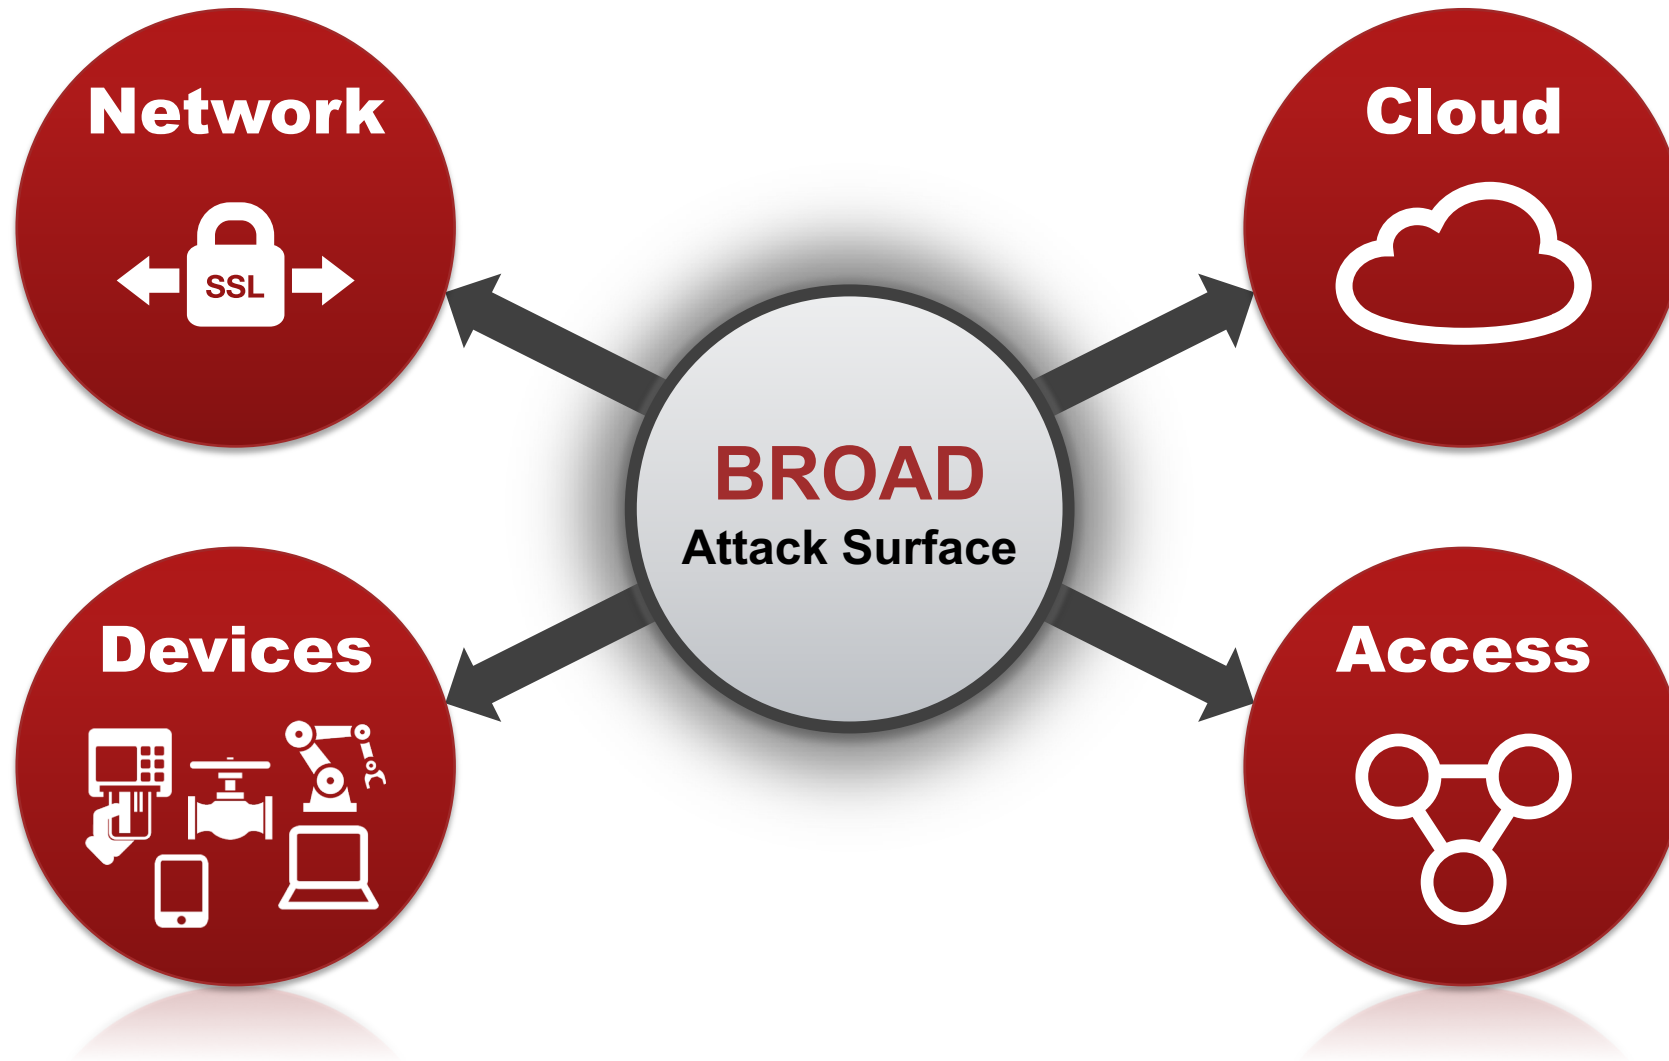 Network
SSL
Cloud
BROAD
Attack Surface
Devices
Access